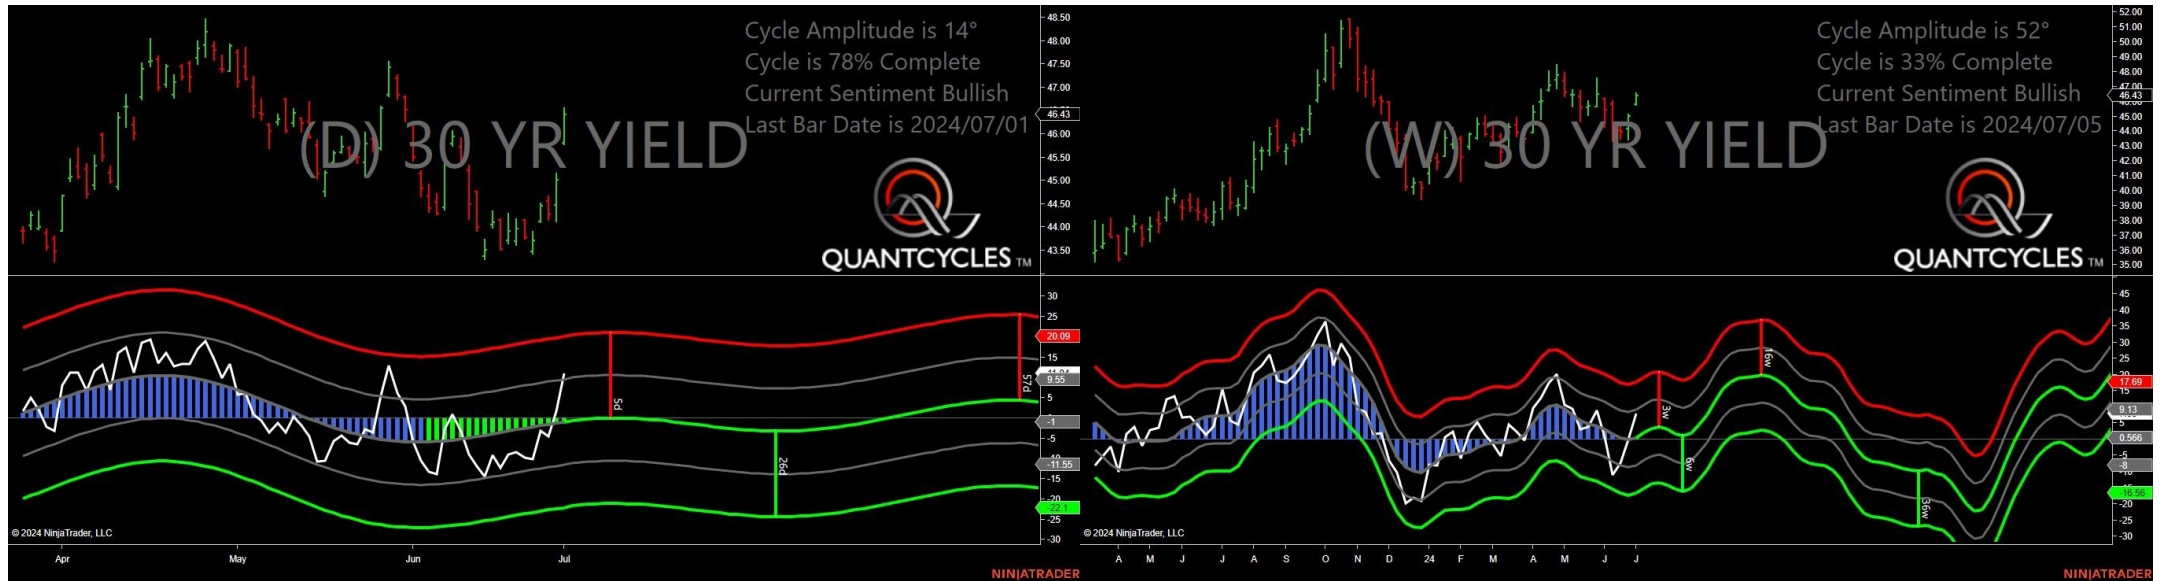 Cycle Amplitude is 14°
Cycle is 78% Complete
Current Sentiment Bullish
Last Bar Date is 2024/07/01
(D) 30 YR YIELD
QUANTCYCLES TM
48.50
48.00
47.50
47.00
46.43
46.00
45.50
45.00
44.50
44.00
43.50
30
25
20.09
15
9.55
5
-1
-5
-11.55
-15
-20
-22.1
-25
-30
5d
26d
57d
© 2024 NinjaTrader, LLC
Apr May Jun Jul
NINJATRADER
Cycle Amplitude is 52°
Cycle is 33% Complete
Current Sentiment Bullish
Last Bar Date is 2024/07/05
(W) 30 YR YIELD
QUANTCYCLES TM
52.00
51.00
50.00
49.00
48.00
47.00
46.43
45.00
44.00
43.00
42.00
41.00
40.00
39.00
38.00
37.00
36.00
35.00
45
40
35
30
25
20
17.69
9.13
5
0.566
-5
-8
-16.56
-20
-25
-30
3w
6w
16w
36w
© 2024 NinjaTrader, LLC
A M J J A S O N D 24 F M A M J J
NINJATRADER